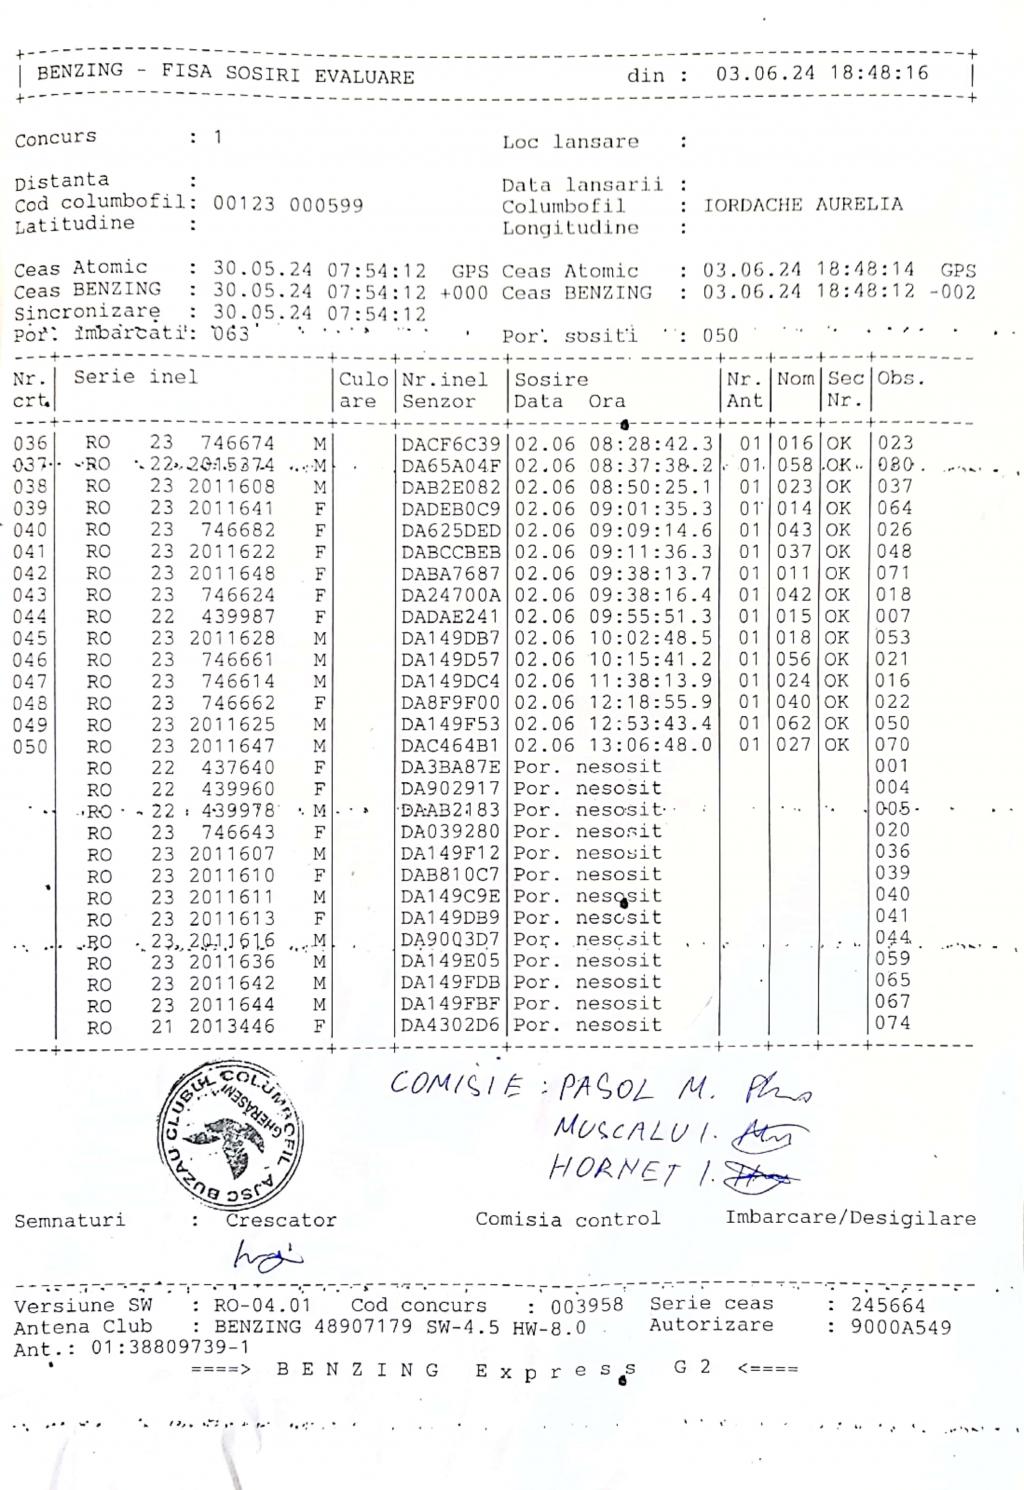 BENZING - FISA SOSIRI EVALUARE din : 03.06.24 18:48:16
Concurs : 1 Loc lansare :
Distanta : Data lansarii :
Cod columbofil: 00123 000599 Columbofil : IORDACHE AURELIA
Latitudine : Longitudine :
Ceas Atomic : 30.05.24 07:54:12 GPS Ceas Atomic : 03.06.24 18:48:14 GPS
Ceas BENZING : 30.05.24 07:54:12 +000 Ceas BENZING : 03.06.24 18:48:12 -002
Sincronizare : 30.05.24 07:54:12
Por. imbarcati: 063 Por. sositi : 050
Nr. Serie inel Culo Nr.inel Sosire Nr. Nom Sec Obs.
crt. are Senzor Data Ora Ant Nr.
036 RO 23 746674 M DACF6C39 02.06 08:28:42.3 01 016 OK 023
037 RO 22 2015374 M DA65A04F 02.06 08:37:38.2 01 058 OK 080
038 RO 23 2011608 M DAB2E082 02.06 08:50:25.1 01 023 OK 037
039 RO 23 2011641 F DADEB0C9 02.06 09:01:35.3 01 014 OK 064
040 RO 23 746682 F DA625DED 02.06 09:09:14.6 01 043 OK 026
041 RO 23 2011622 F DABCCBEB 02.06 09:11:36.3 01 037 OK 048
042 RO 23 2011648 F DABA7687 02.06 09:38:13.7 01 011 OK 071
043 RO 23 746624 F DA24700A 02.06 09:38:16.4 01 042 OK 018
044 RO 22 439987 F DADAE241 02.06 09:55:51.3 01 015 OK 007
045 RO 23 2011628 M DA149DB7 02.06 10:02:48.5 01 018 OK 053
046 RO 23 746661 M DA149D57 02.06 10:15:41.2 01 056 OK 021
047 RO 23 746614 M DA149DC4 02.06 11:38:13.9 01 024 OK 016
048 RO 23 746662 F DA8F9F00 02.06 12:18:55.9 01 040 OK 022
049 RO 23 2011625 M DA149F53 02.06 12:53:43.4 01 062 OK 050
050 RO 23 2011647 M DAC464B1 02.06 13:06:48.0 01 027 OK 070
RO 22 437640 F DA3BA87E Por. nesosit 001
RO 22 439960 F DA902917 Por. nesosit 004
RO 22 439978 M DAAB2183 Por. nesosit 005
RO 23 746643 F DA039280 Por. nesosit 020
RO 23 2011607 M DA149F12 Por. nesosit 036
RO 23 2011610 F DAB810C7 Por. nesosit 039
RO 23 2011611 M DA149C9E Por. nesosit 040
RO 23 2011613 F DA149DB9 Por. nesosit 041
RO 23 2011616 M DA9003D7 Por. nesosit 044
RO 23 2011636 M DA149E05 Por. nesosit 059
RO 23 2011642 M DA149FDB Por. nesosit 065
RO 23 2011644 M DA149FBF Por. nesosit 067
RO 21 2013446 F DA4302D6 Por. nesosit 074
CLUBUL COLUMBOFIL AJSC BUZAU
GHERASENI
COMISIE : PASOL M.
MUSCALU I.
HORNET I.
Semnaturi : Crescator Comisia control Imbarcare/Desigilare
Versiune SW : RO-04.01 Cod concurs : 003958 Serie ceas : 245664
Antena Club : BENZING 48907179 SW-4.5 HW-8.0 Autorizare : 9000A549
Ant.: 01:38809739-1
====> B E N Z I N G E x p r e s s G 2 <====